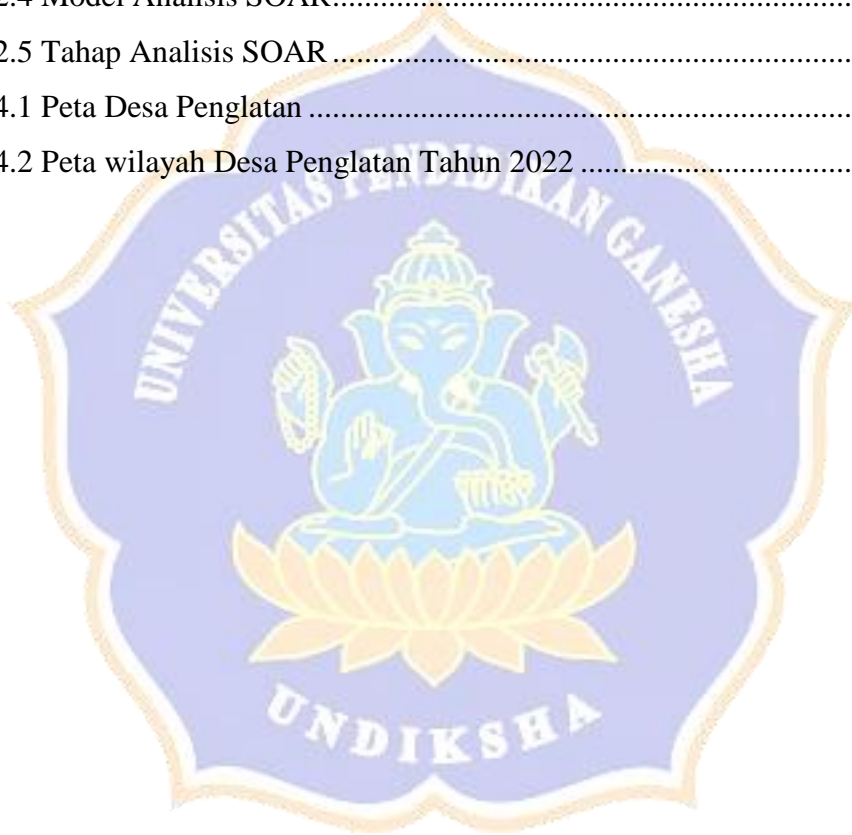 2.4 Model Analisis SOAR....................................................................
2.5 Tahap Analisis SOAR ....................................................................
4.1 Peta Desa Penglatan ....................................................................
4.2 Peta wilayah Desa Penglatan Tahun 2022 ...................................
UNIVERSITAS PENDIDIKAN GANESHA
UNDIKSHA